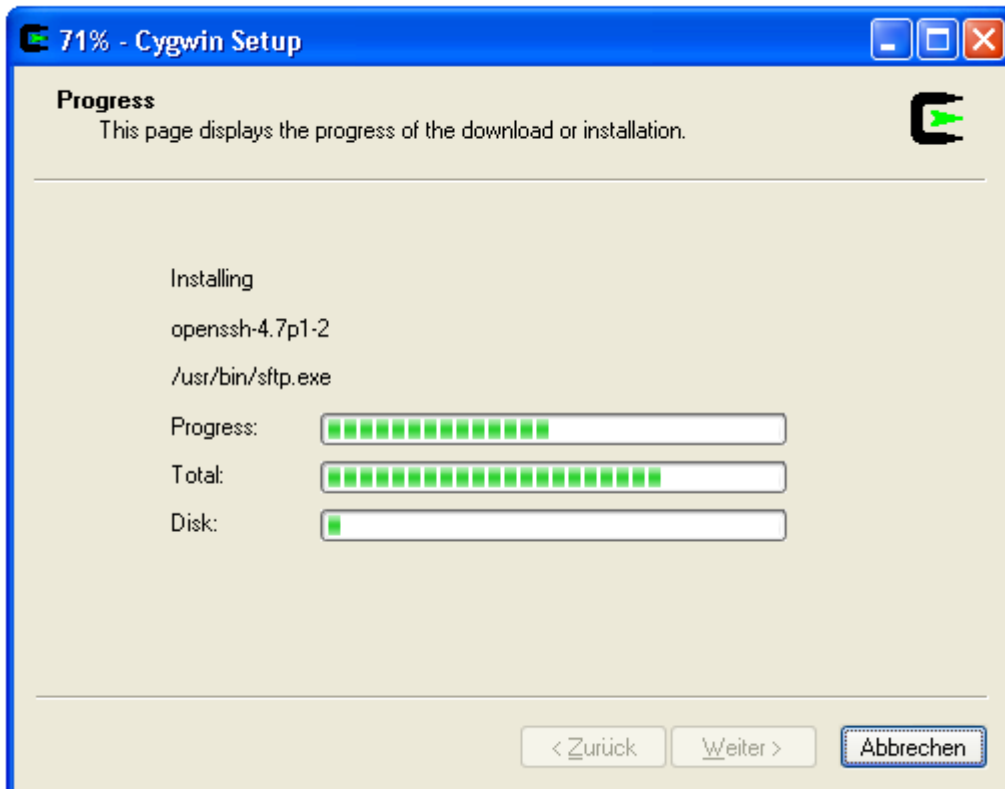 71% - Cygwin Setup
Progress
This page displays the progress of the download or installation.
Installing
openssh-4.7p1-2
/usr/bin/sftp.exe
Progress:
Total:
Disk:
< Zurück Weiter > Abbrechen